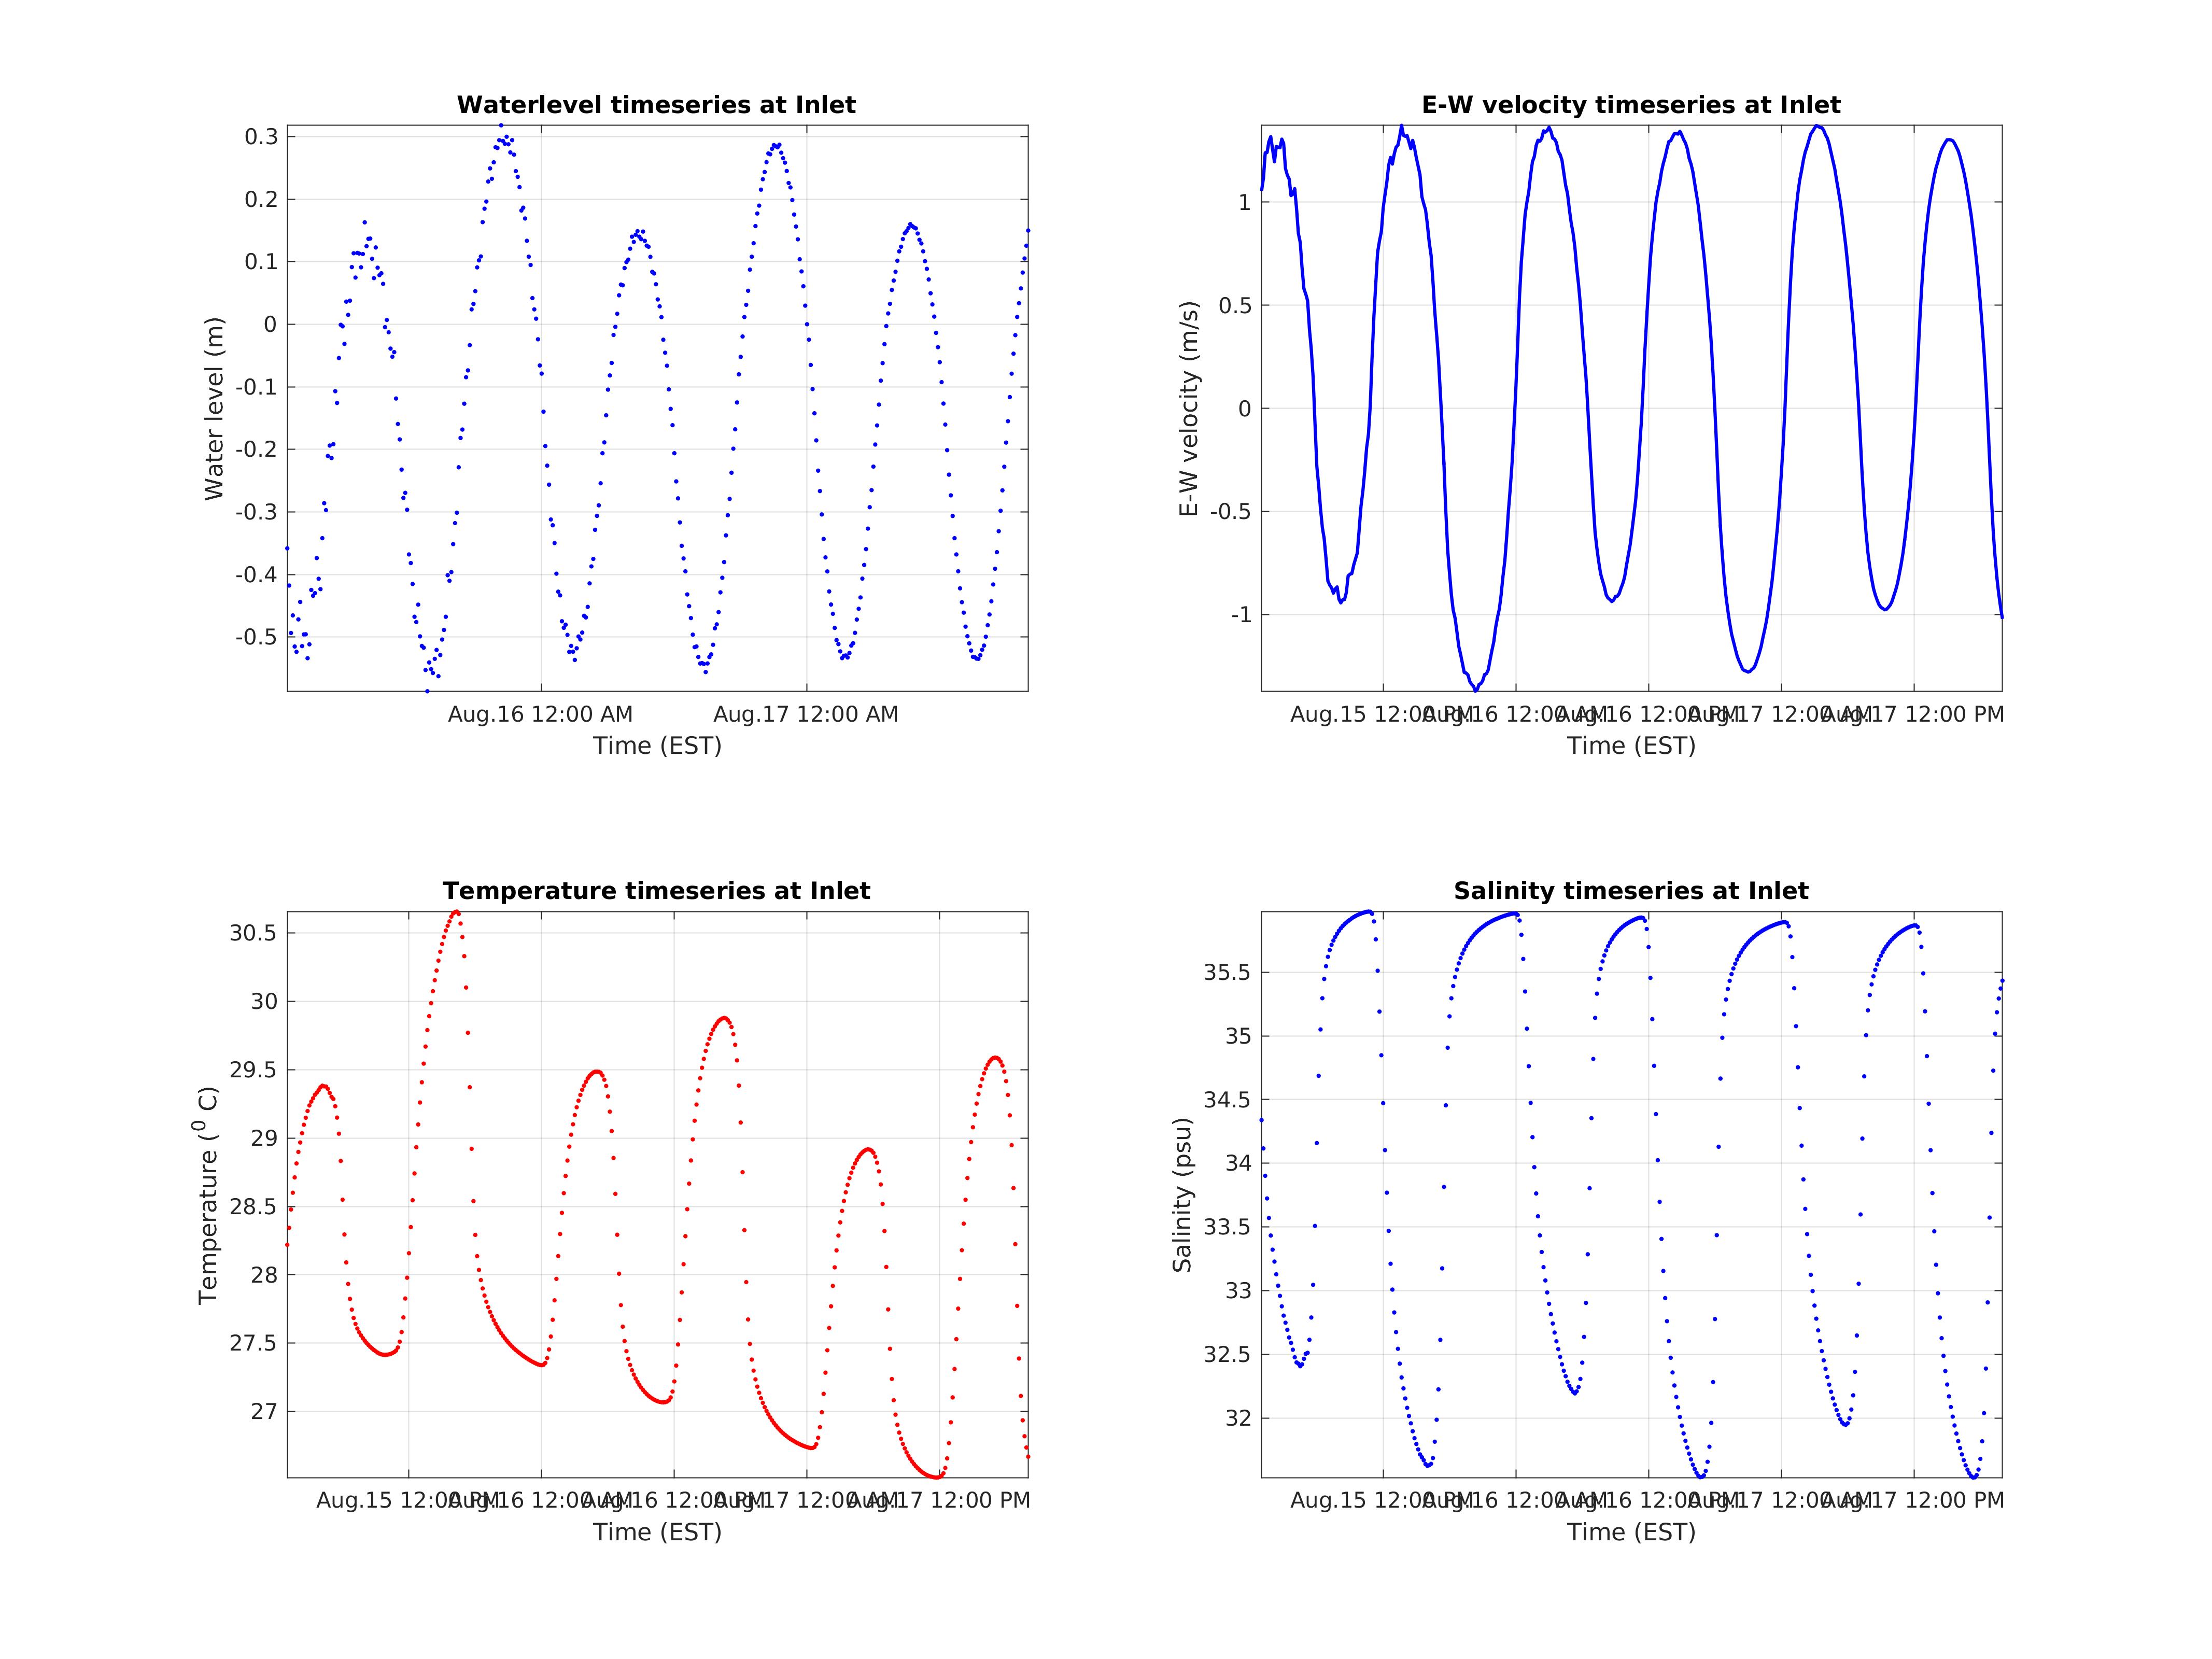 Waterlevel timeseries at Inlet
0.3
0.2
0.1
0
-0.1
-0.2
-0.3
-0.4
-0.5
Water level (m)
Aug.16 12:00 AM
Aug.17 12:00 AM
Time (EST)
E-W velocity timeseries at Inlet
1
0.5
0
-0.5
-1
E-W velocity (m/s)
Aug.15 12:00 PM
Aug.16 12:00 AM
Aug.16 12:00 PM
Aug.17 12:00 AM
Aug.17 12:00 PM
Time (EST)
Temperature timeseries at Inlet
30.5
30
29.5
29
28.5
28
27.5
27
Temperature (⁰ C)
Aug.15 12:00 PM
Aug.16 12:00 AM
Aug.16 12:00 PM
Aug.17 12:00 AM
Aug.17 12:00 PM
Time (EST)
Salinity timeseries at Inlet
35.5
35
34.5
34
33.5
33
32.5
32
Salinity (psu)
Aug.15 12:00 PM
Aug.16 12:00 AM
Aug.16 12:00 PM
Aug.17 12:00 AM
Aug.17 12:00 PM
Time (EST)